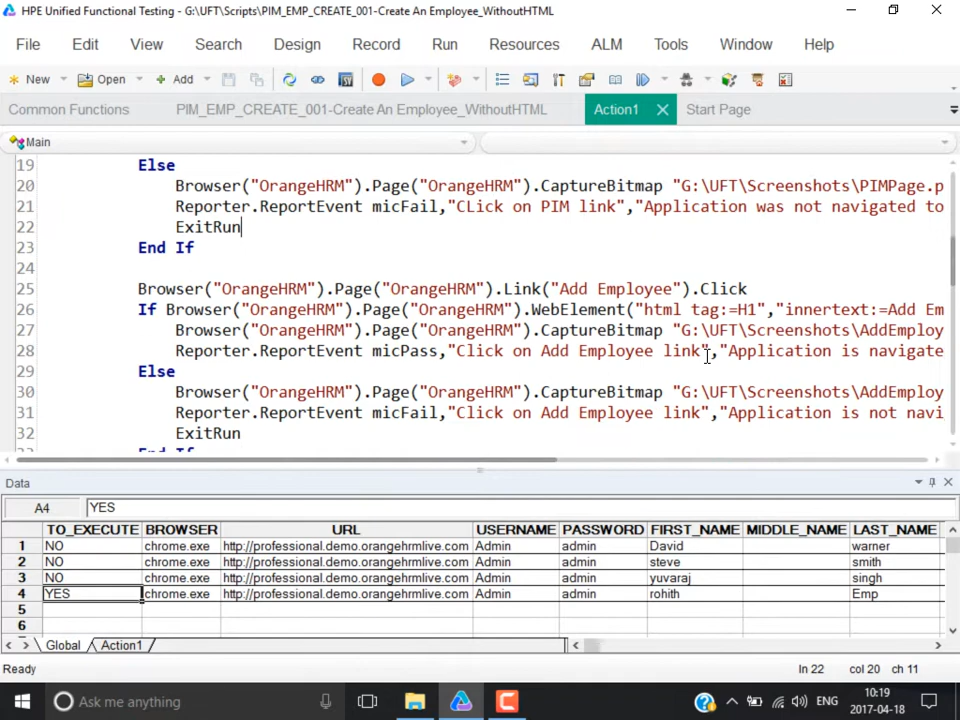 HPE Unified Functional Testing - G:\UFT\Scripts\PIM_EMP_CREATE_001-Create An Employee_WithoutHTML
File Edit View Search Design Record Run Resources ALM Tools Window Help
New Open Add
Common Functions PIM_EMP_CREATE_001-Create An Employee_WithoutHTML Action1 Start Page
Main
19 Else
20 Browser("OrangeHRM").Page("OrangeHRM").CaptureBitmap "G:\UFT\Screenshots\PIMPage.p
21 Reporter.ReportEvent micFail,"CLick on PIM link","Application was not navigated to
22 ExitRun
23 End If
24
25 Browser("OrangeHRM").Page("OrangeHRM").Link("Add Employee").Click
26 If Browser("OrangeHRM").Page("OrangeHRM").WebElement("html tag:=H1","innertext:=Add Em
27 Browser("OrangeHRM").Page("OrangeHRM").CaptureBitmap "G:\UFT\Screenshots\AddEmploy
28 Reporter.ReportEvent micPass,"Click on Add Employee link","Application is navigate
29 Else
30 Browser("OrangeHRM").Page("OrangeHRM").CaptureBitmap "G:\UFT\Screenshots\AddEmploy
31 Reporter.ReportEvent micFail,"Click on Add Employee link","Application is not navi
32 ExitRun
33 End If
Data
A4 YES
TO_EXECUTE BROWSER URL USERNAME PASSWORD FIRST_NAME MIDDLE_NAME LAST_NAME
1 NO chrome.exe http://professional.demo.orangehrmlive.com Admin admin David warner
2 NO chrome.exe http://professional.demo.orangehrmlive.com Admin admin steve smith
3 NO chrome.exe http://professional.demo.orangehrmlive.com Admin admin yuvaraj singh
4 YES chrome.exe http://professional.demo.orangehrmlive.com Admin admin rohith Emp
5
6
Global Action1
Ready ln 22 col 20 ch 11
Ask me anything ENG 10:19
2017-04-18